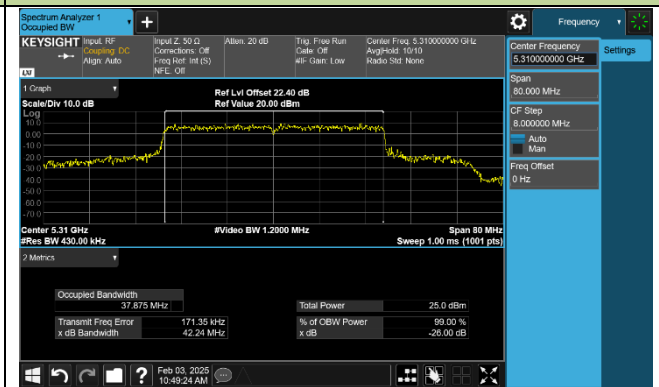 Spectrum Analyzer 1
Occupied BW
+
Frequency
KEYSIGHT
Input: RF
Coupling: DC
Align: Auto
Input Z: 50 Ω
Corrections: Off
Freq Ref: Int (S)
NFE: Off
Atten: 20 dB
Trig: Free Run
Gate: Off
#IF Gain: Low
Center Freq: 5.310000000 GHz
Avg|Hold: 10/10
Radio Std: None
LXI
Center Frequency
5.310000000 GHz
Settings
Span
80.000 MHz
CF Step
8.000000 MHz
Auto
Man
Freq Offset
0 Hz
1 Graph
Scale/Div 10.0 dB
Ref Lvl Offset 22.40 dB
Ref Value 20.00 dBm
Log
10.0
0.00
-10.0
-20.0
-30.0
-40.0
-50.0
-60.0
-70.0
Center 5.31 GHz
#Res BW 430.00 kHz
#Video BW 1.2000 MHz
Span 80 MHz
Sweep 1.00 ms (1001 pts)
2 Metrics
Occupied Bandwidth
37.875 MHz
Transmit Freq Error 171.35 kHz
x dB Bandwidth 42.24 MHz
Total Power 25.0 dBm
% of OBW Power 99.00 %
x dB -26.00 dB
?
Feb 03, 2025
10:49:24 AM